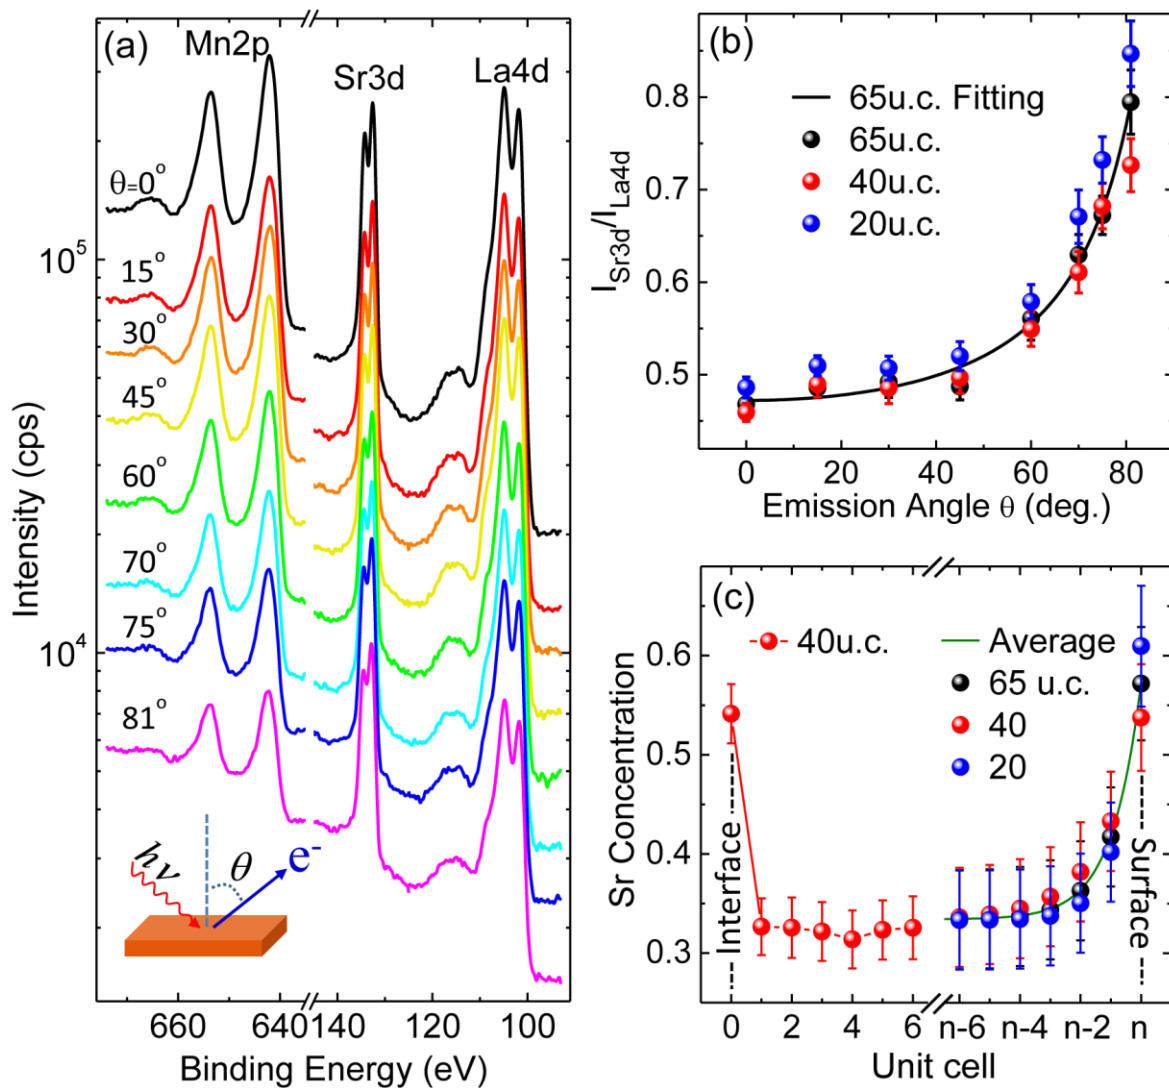 (a)
Mn2p
Sr3d
La4d
θ=0°
15°
30°
45°
60°
70°
75°
81°
hν
θ
e-
Intensity (cps)
10^5
10^4
660
640
140
120
100
Binding Energy (eV)
(b)
65u.c. Fitting
65u.c.
40u.c.
20u.c.
I_Sr3d/I_La4d
0.8
0.7
0.6
0.5
0
20
40
60
80
Emission Angle θ (deg.)
(c)
40u.c.
Average
65 u.c.
40
20
Sr Concentration
0.6
0.5
0.4
0.3
Interface
Surface
0
2
4
6
n-6
n-4
n-2
n
Unit cell